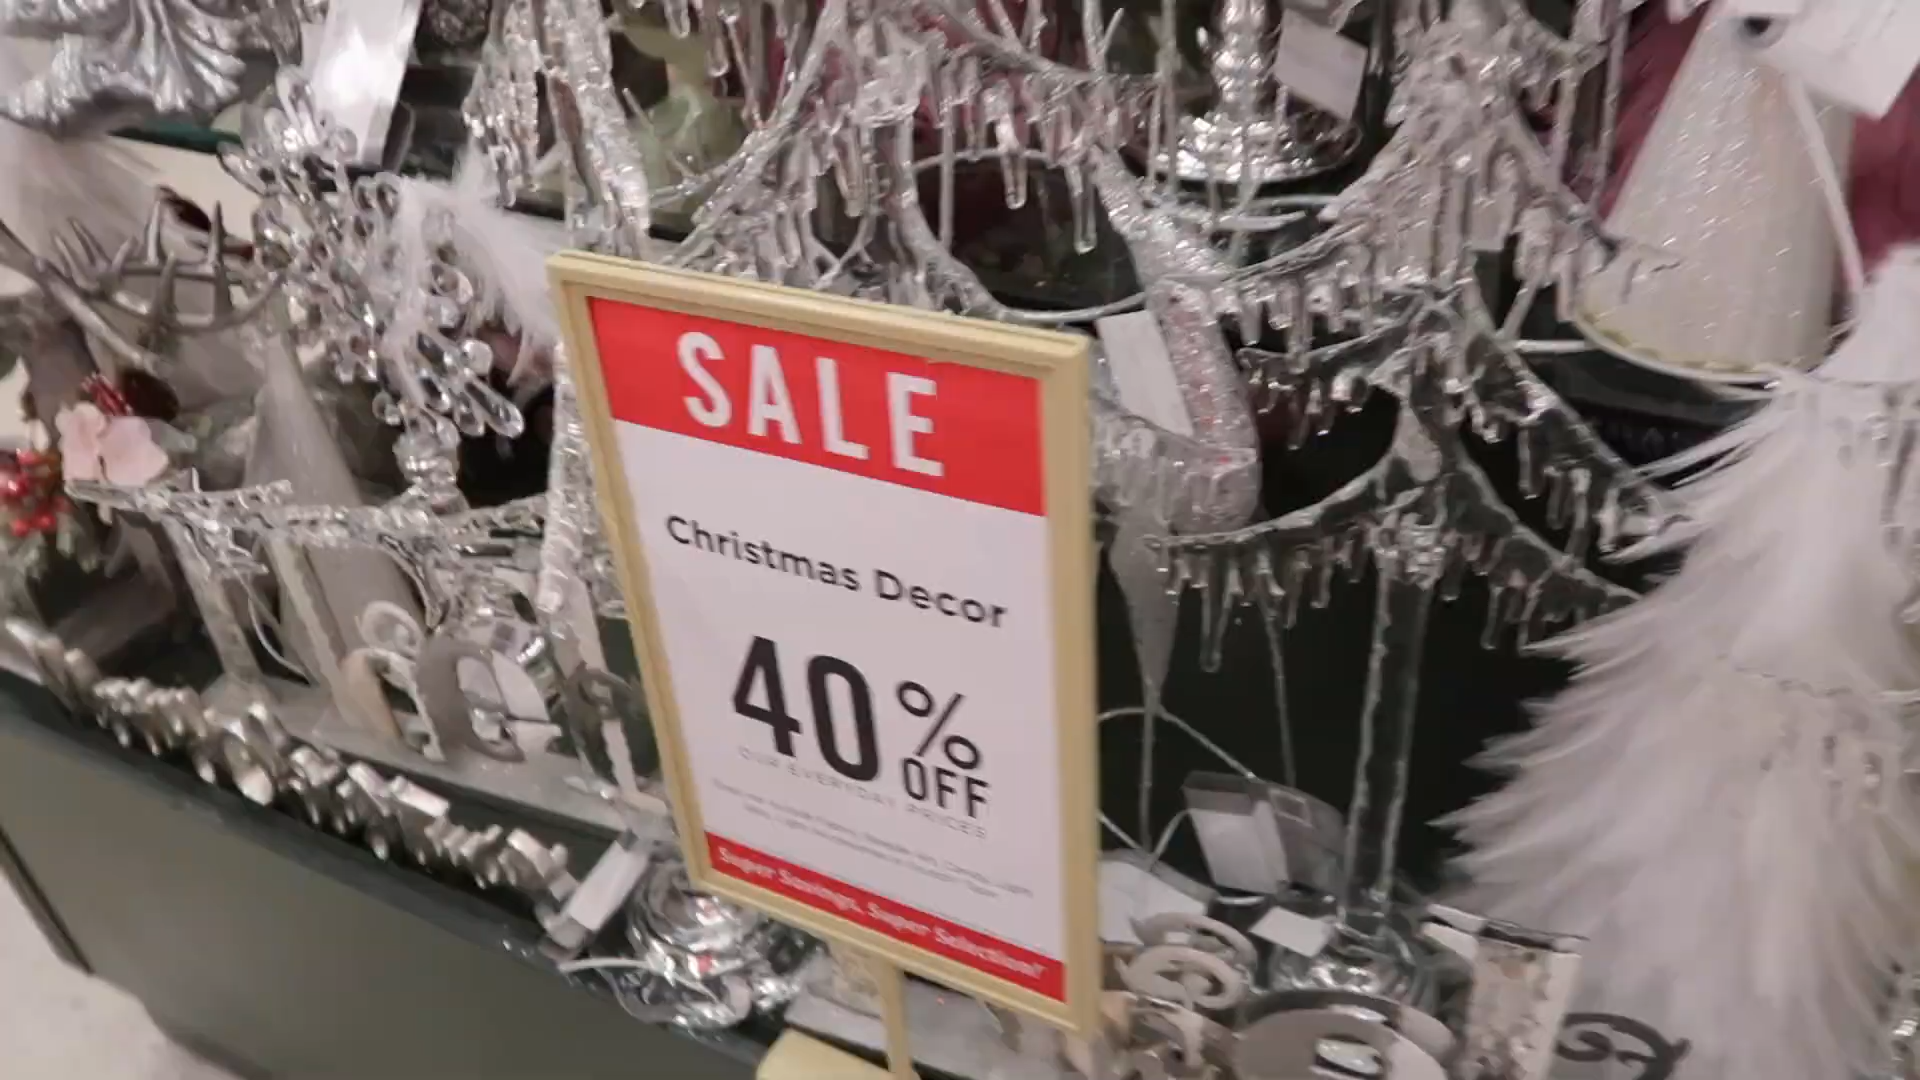 SALE
Christmas Decor
40%
OFF
OUR EVERYDAY PRICES
Super Savings, Super Selection!